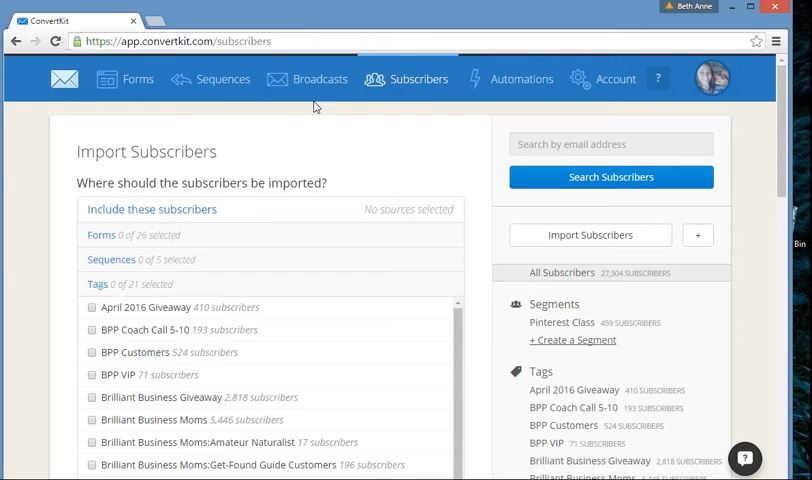 Beth Anne
ConvertKit
https://app.convertkit.com/subscribers
Forms Sequences Broadcasts Subscribers Automations Account ?
Import Subscribers
Where should the subscribers be imported?
Include these subscribers No sources selected
Forms 0 of 26 selected
Sequences 0 of 5 selected
Tags 0 of 21 selected
April 2016 Giveaway 410 subscribers
BPP Coach Call 5-10 193 subscribers
BPP Customers 524 subscribers
BPP VIP 71 subscribers
Brilliant Business Giveaway 2,818 subscribers
Brilliant Business Moms 5,446 subscribers
Brilliant Business Moms:Amateur Naturalist 17 subscribers
Brilliant Business Moms:Get-Found Guide Customers 196 subscribers
Search by email address
Search Subscribers
Import Subscribers +
All Subscribers 27,304 SUBSCRIBERS
Segments
Pinterest Class 459 SUBSCRIBERS
+ Create a Segment
Tags
April 2016 Giveaway 410 SUBSCRIBERS
BPP Coach Call 5-10 193 SUBSCRIBERS
BPP Customers 524 SUBSCRIBERS
BPP VIP 71 SUBSCRIBERS
Brilliant Business Giveaway 2,818 SUBSCRIBERS
Brilliant Business Moms 5,446 SUBSCRIBERS
Bin
?